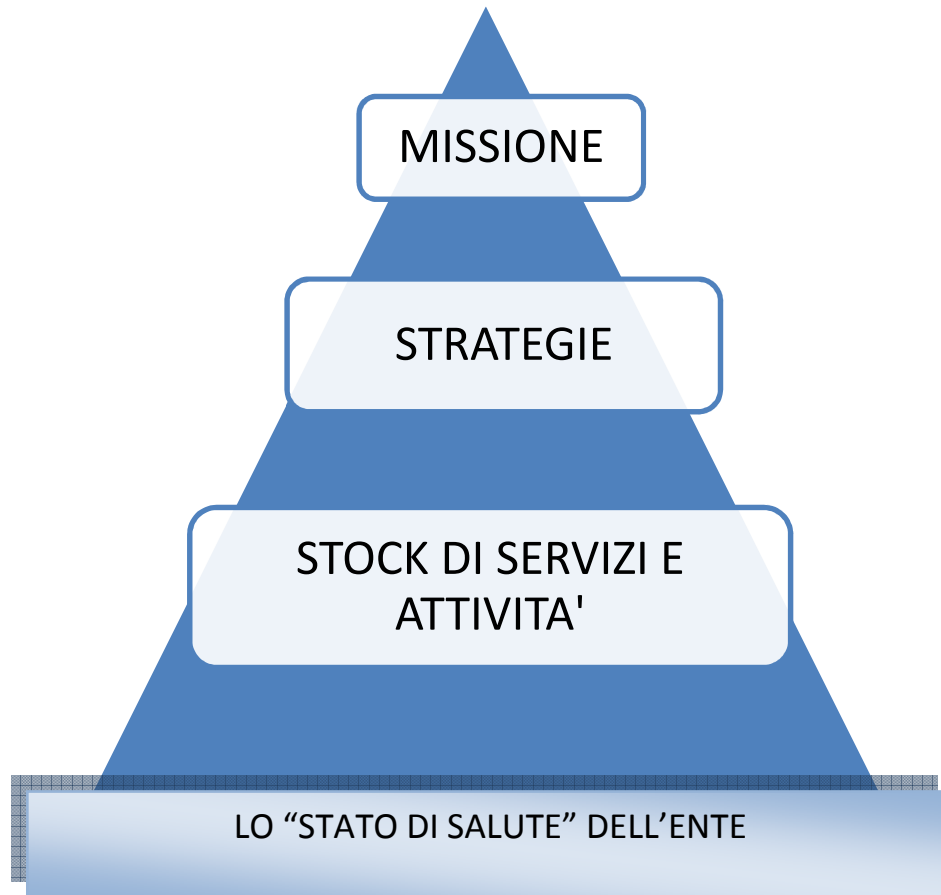 MISSIONE
STRATEGIE
STOCK DI SERVIZI E
ATTIVITA'
LO “STATO DI SALUTE” DELL’ENTE